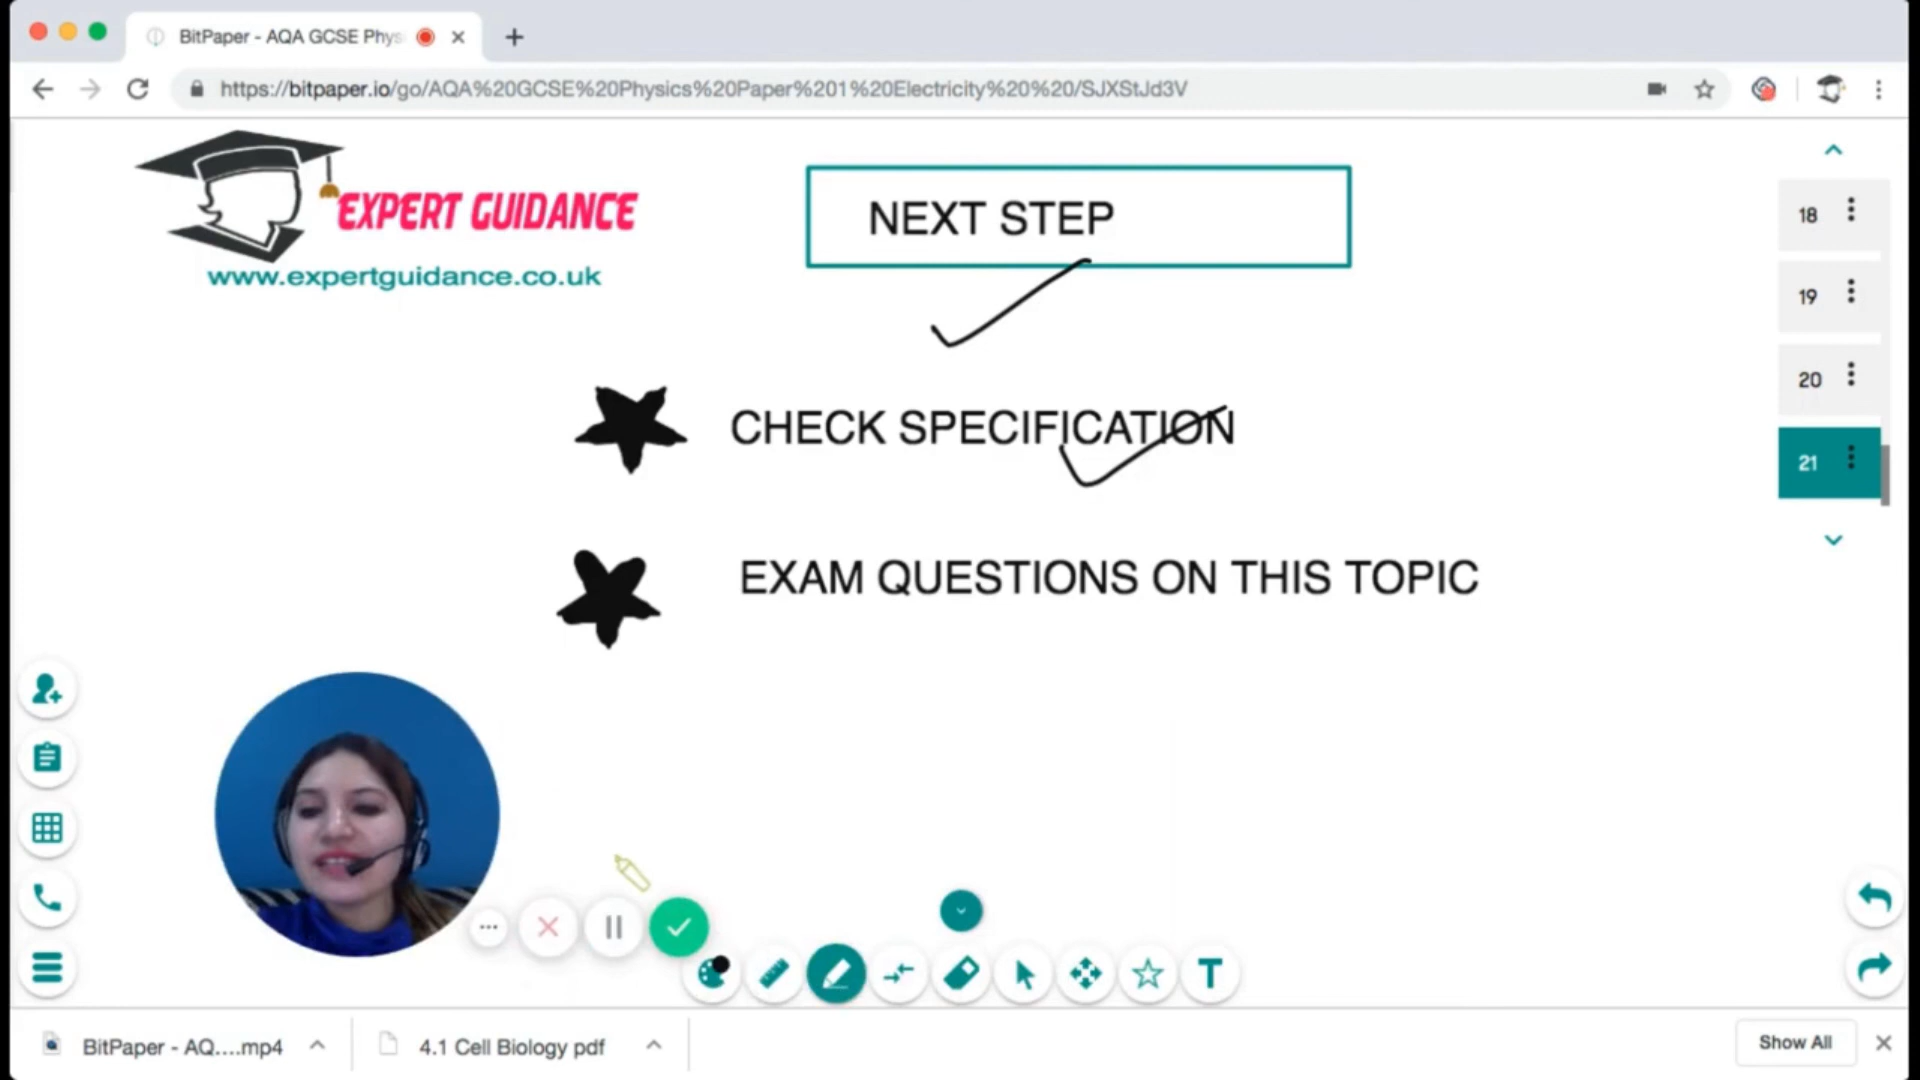 BitPaper - AQA GCSE Phys
https://bitpaper.io/go/AQA%20GCSE%20Physics%20Paper%201%20Electricity%20%20/SJXStJd3V
EXPERT GUIDANCE
www.expertguidance.co.uk
NEXT STEP
18
19
20
21
CHECK SPECIFICATION
EXAM QUESTIONS ON THIS TOPIC
T
BitPaper - AQ....mp4
4.1 Cell Biology pdf
Show All